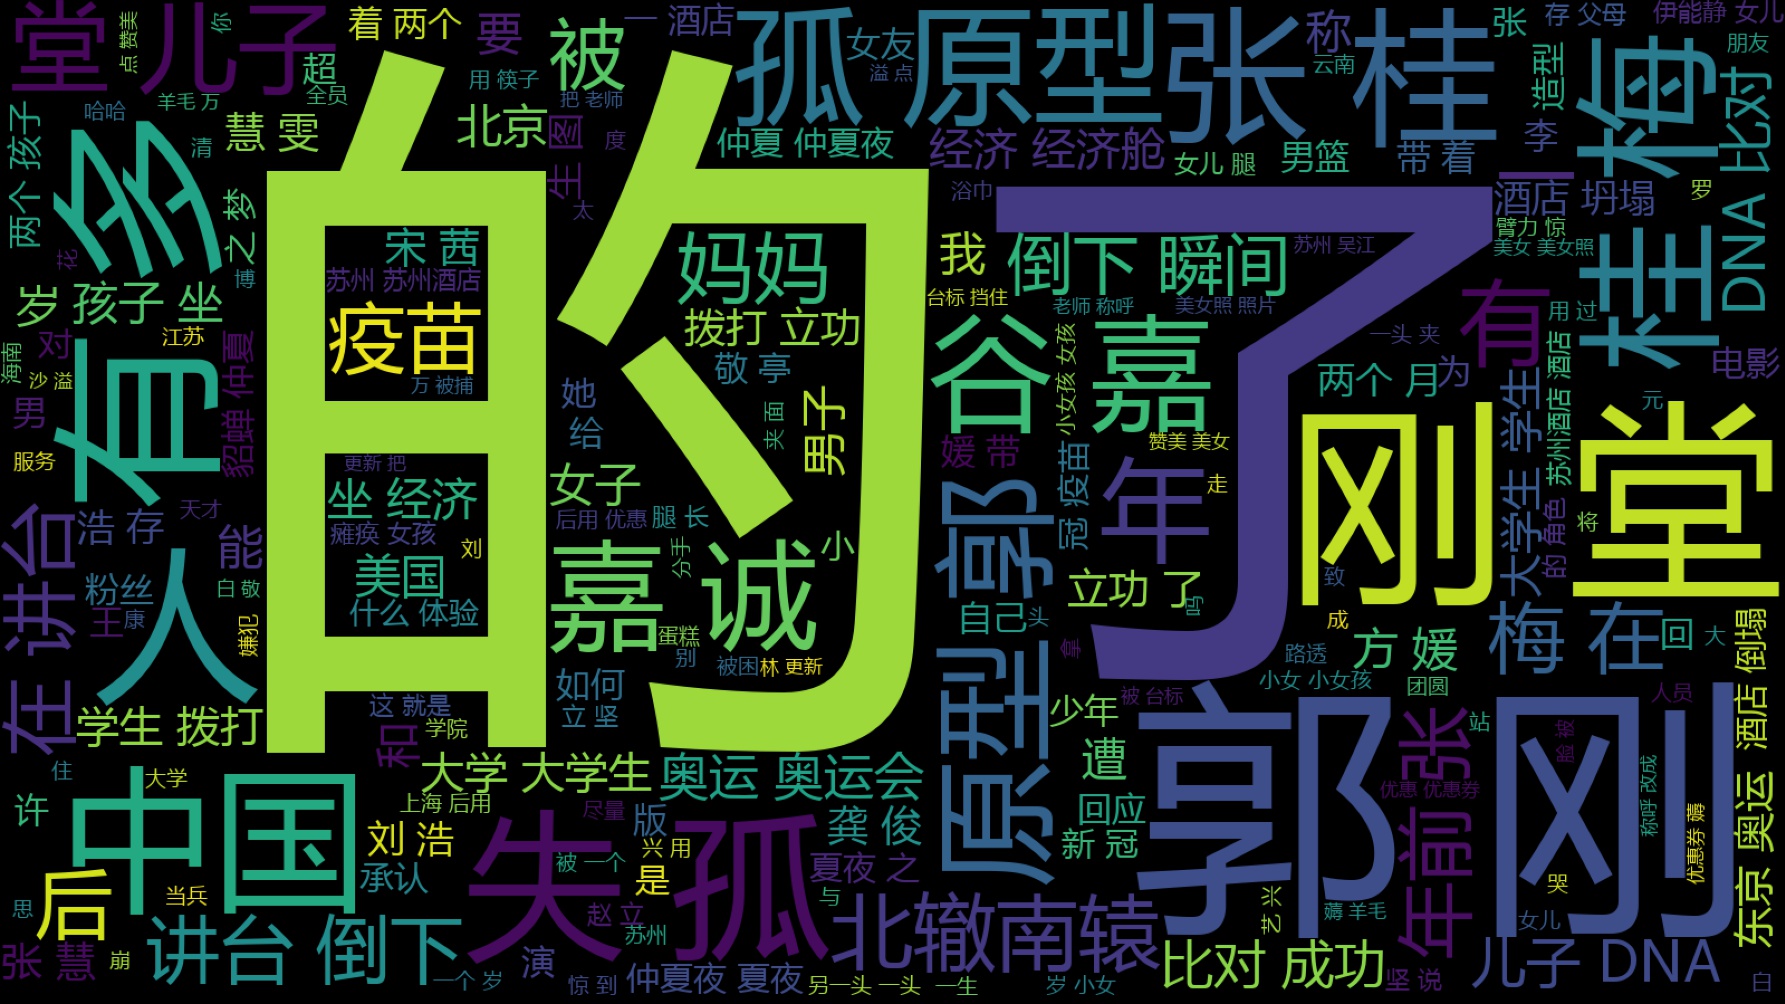 堂 儿子
点 赞美
你
着 两个
要
超
全员
羊毛 万
哈哈
慧 雯
清
两个 孩子
用 筷子
被
一 酒店
把 老师
北京
生 图
度
太
孤
原型
女友
溢 点
仲夏 仲夏夜
张 桂
称
云南
张
存 父母
伊能静 女儿
朋友
造型
梅
DNA 比对
经济 经济舱
女儿 腿
男篮
带 着
李
浴巾
一
酒店 坍塌
罗
臂力 惊
美女 美女照
多
之 梦
博
花
岁 孩子 坐
对
江苏
海南
沙 溢
男
服务
有
貂蝉 仲夏
的
宋 茜
苏州 苏州酒店
疫苗
万 被捕
妈妈
拨打 立功
敬 亭
她
给
夹 面
男子
更新 把
坐 经济
瘫痪 女孩
刘
美国
什么 体验
女子
后用 优惠
腿 长
分手
嘉 诚
小
蛋糕
别
被困
林 更新
如何
立 坚
了
我
倒下 瞬间
苏州 吴江
台标 挡住
老师 称呼
美女照 照片
谷 嘉
小女孩 女孩
赞美 美女
媛 带
冠 疫苗
年
走
一头 夹
两个 月
为
有
桂
用 过
电影
元
苏州酒店 酒店
大学生 学生
的 角色
将
刚
堂
原型 郭
立功 了
吗
自己
头
拿
致
成
方 媛
路透
小女 小女孩
团圆
梅 在
回
大
倒塌
酒店
人员
在 讲台
浩 存
天才
能
粉丝
王
康
白 敬
嫌犯
人
学生 拨打
这 就是
和
学院
住
大学
大学 大学生
上海 后用
奥运 奥运会
许
中国
刘 浩
承认
失 孤
尽量
版
龚 俊
兴 用
被 一个
是
夏夜 之
与
赵 立
苏州
后
当兵
思
张 慧
崩
讲台 倒下
一个 岁
演
惊 到
仲夏夜 夏夜
另一头 一头
一生
北辙南辕
少年
被 台标
遭
回应
新 冠
郭 刚
艺 兴
薅 羊毛
岁 小女
比对 成功
坚 说
年前 张
优惠 优惠券
站
脸 被
哭
女儿
称呼 改成
优惠券 薅
东京 奥运
儿子 DNA
白